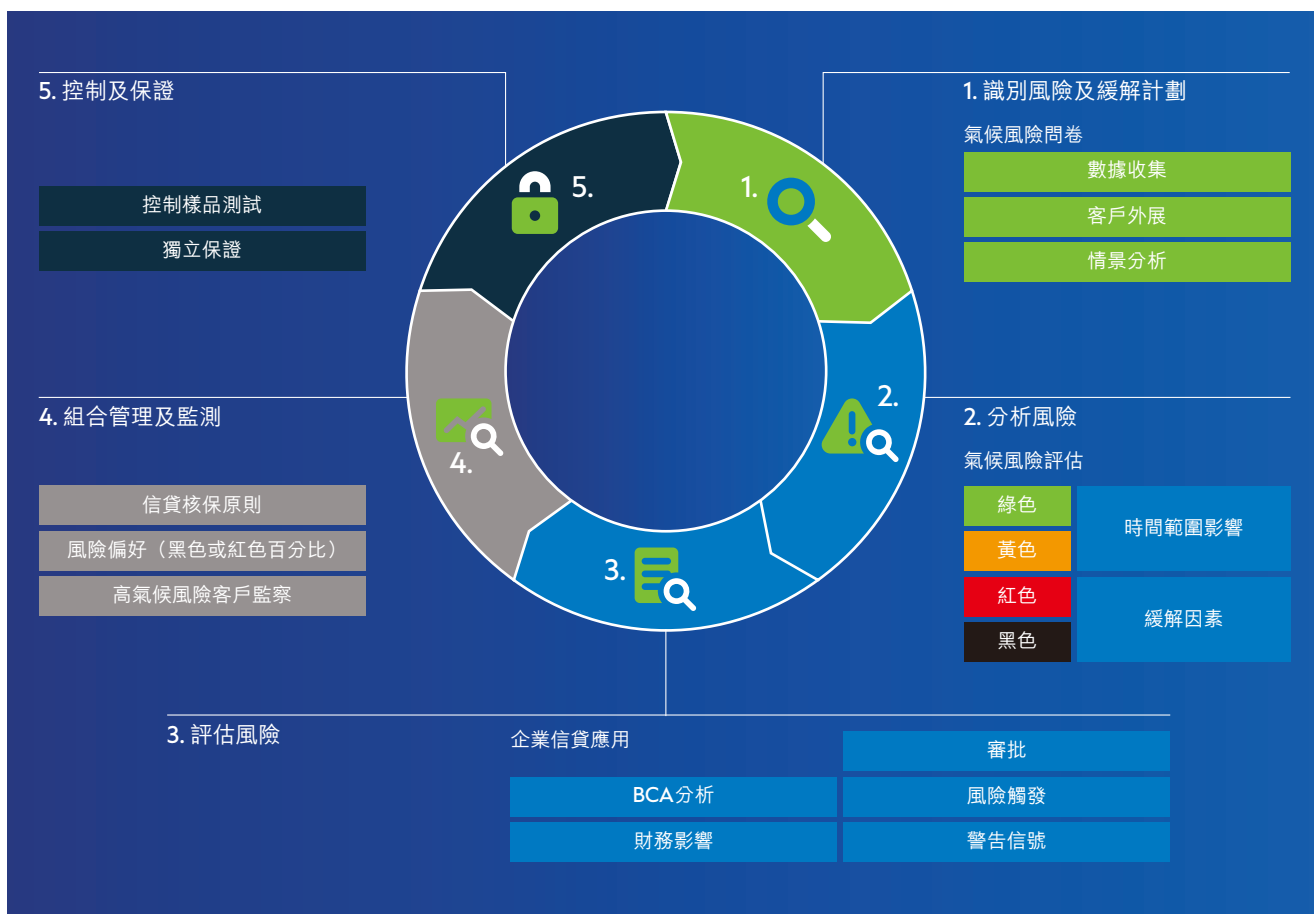 1. 識別風險及緩解計劃
氣候風險問卷
數據收集
客戶外展
情景分析
2. 分析風險
氣候風險評估
綠色
黃色
紅色
黑色
時間範圍影響
緩解因素
3. 評估風險
企業信貸應用
BCA分析
財務影響
審批
風險觸發
警告信號
4. 組合管理及監測
信貸核保原則
風險偏好（黑色或紅色百分比）
高氣候風險客戶監察
5. 控制及保證
控制樣品測試
獨立保證
1.
2.
3.
4.
5.